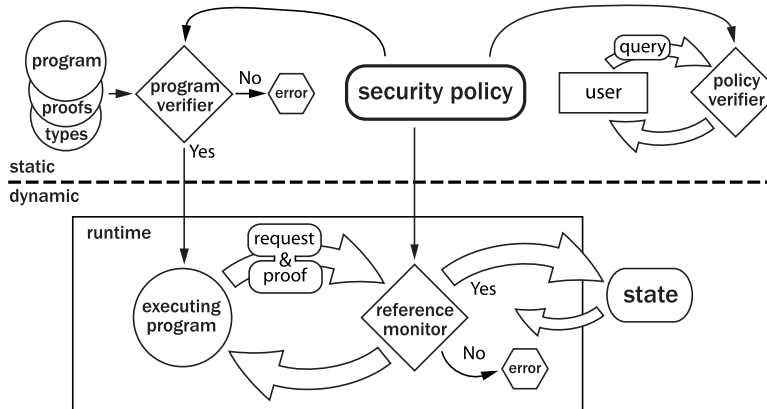 program
proofs
types
program
verifier
No
error
Yes
security policy
query
user
policy
verifier
static
dynamic
runtime
request
&
proof
executing
program
reference
monitor
Yes
No
error
state